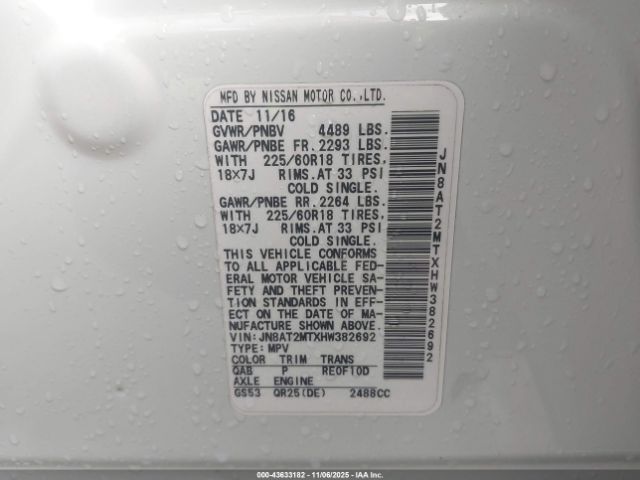 MFD BY NISSAN MOTOR CO.,LTD.
DATE 11/16
GVWR/PNBV 4489 LBS.
GAWR/PNBE FR. 2293 LBS.
WITH 225/60R18 TIRES,
18X7J RIMS.AT 33 PSI
COLD SINGLE.
GAWR/PNBE RR. 2264 LBS.
WITH 225/60R18 TIRES,
18X7J RIMS.AT 33 PSI
COLD SINGLE.
THIS VEHICLE CONFORMS
TO ALL APPLICABLE FED-
ERAL MOTOR VEHICLE SA-
FETY AND THEFT PREVEN-
TION STANDARDS IN EFF-
ECT ON THE DATE OF MA-
NUFACTURE SHOWN ABOVE.
VIN:JN8AT2MTXHW382692
TYPE:MPV
COLOR TRIM TRANS
QAB P RE0F10D
AXLE ENGINE
GS53 QR25(DE) 2488CC
JN8AT2MTXHW382692
000-43633182 | 11/06/2025 | IAA Inc.